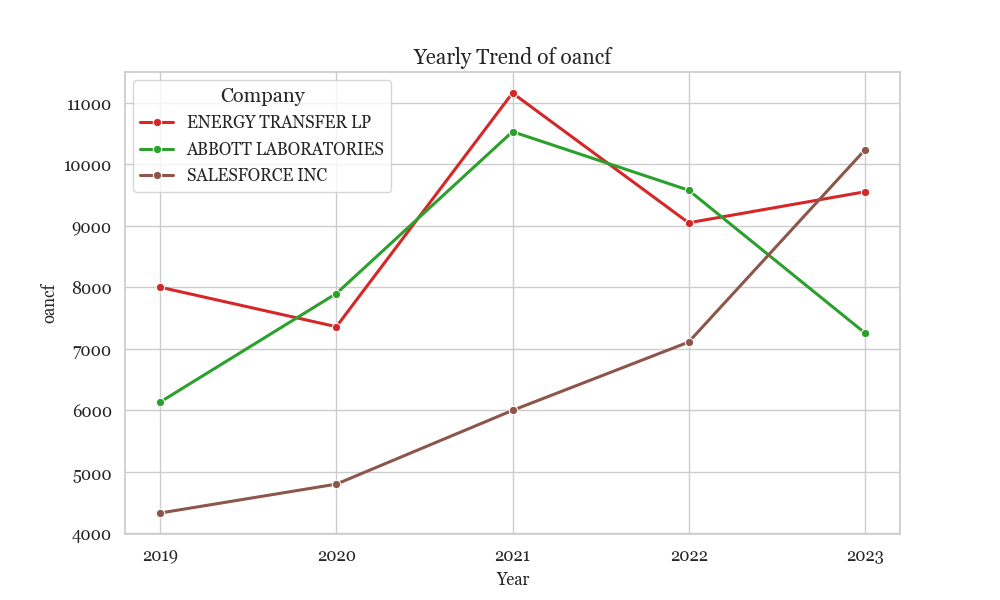 Yearly Trend of oancf
Company
ENERGY TRANSFER LP
ABBOTT LABORATORIES
SALESFORCE INC
11000
10000
9000
8000
7000
6000
5000
4000
oancf
2019 2020 2021 2022 2023
Year